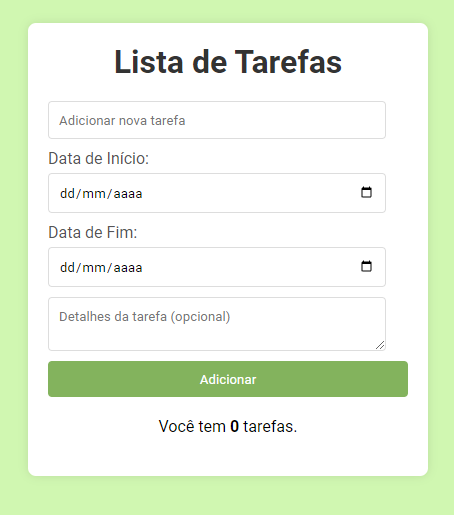 Lista de Tarefas
Adicionar nova tarefa
Data de Início:
dd/mm/aaaa
Data de Fim:
dd/mm/aaaa
Detalhes da tarefa (opcional)
Adicionar
Você tem 0 tarefas.